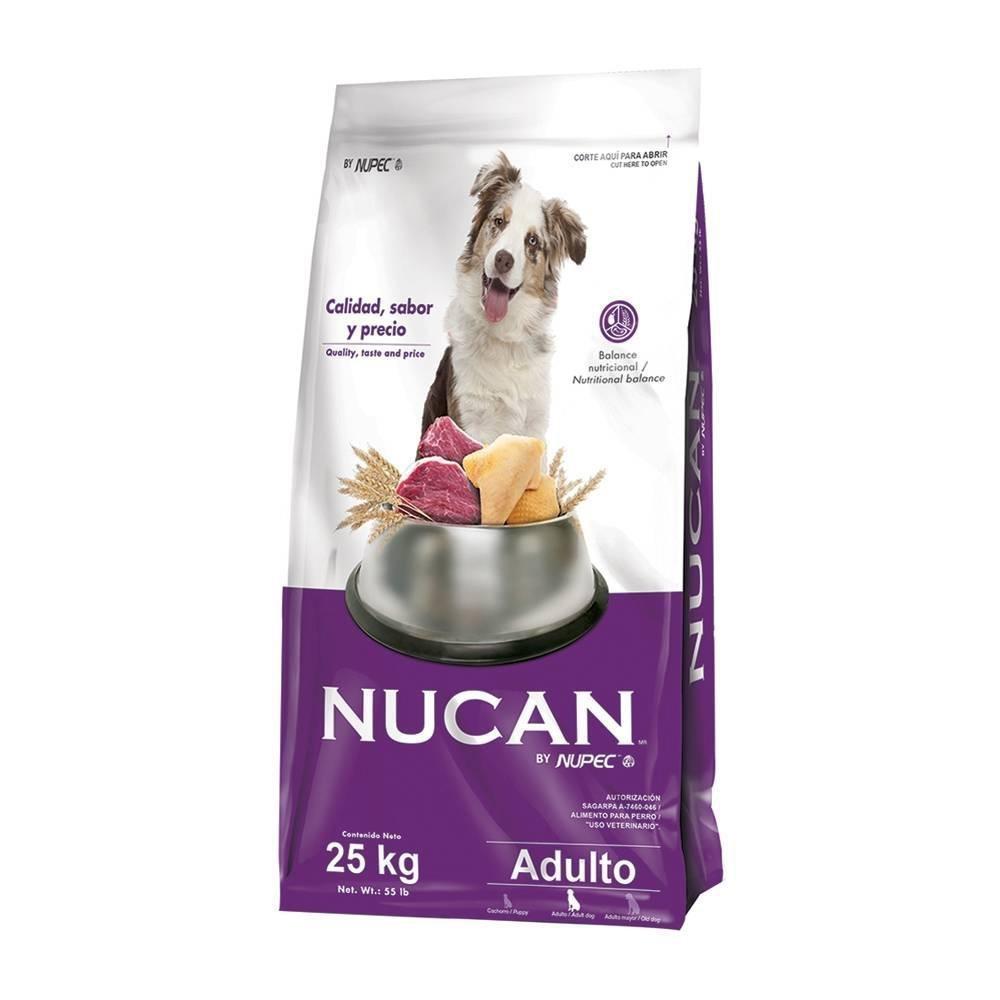 BY NUPEC
CORTE AQUÍ PARA ABRIR
CUT HERE TO OPEN
Calidad, sabor
y precio
Quality, taste and price
Balance
nutricional /
Nutritional balance
NUCAN
BY NUPEC
NUCAN MR
BY NUPEC
AUTORIZACIÓN
SAGARPA A-7460-046 /
ALIMENTO PARA PERRO /
"USO VETERINARIO".
Contenido Neto
25 kg
Net. Wt.: 55 lb
Adulto
Cachorro / Puppy
Adulto / Adult dog
Adulto mayor / Old dog